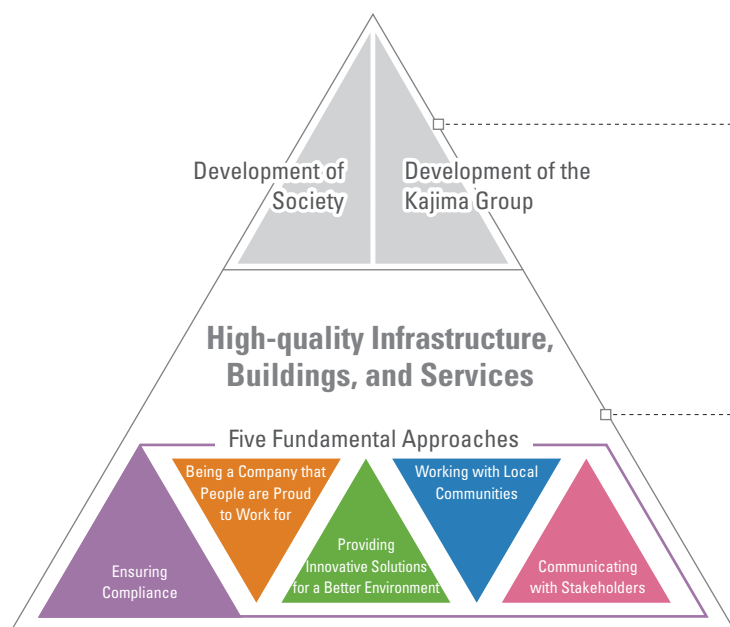 Development of
Society
Development of the
Kajima Group
High-quality Infrastructure,
Buildings, and Services
Five Fundamental Approaches
Ensuring
Compliance
Being a Company that
People are Proud
to Work for
Providing
Innovative Solutions
for a Better Environment
Working with Local
Communities
Communicating
with Stakeholders